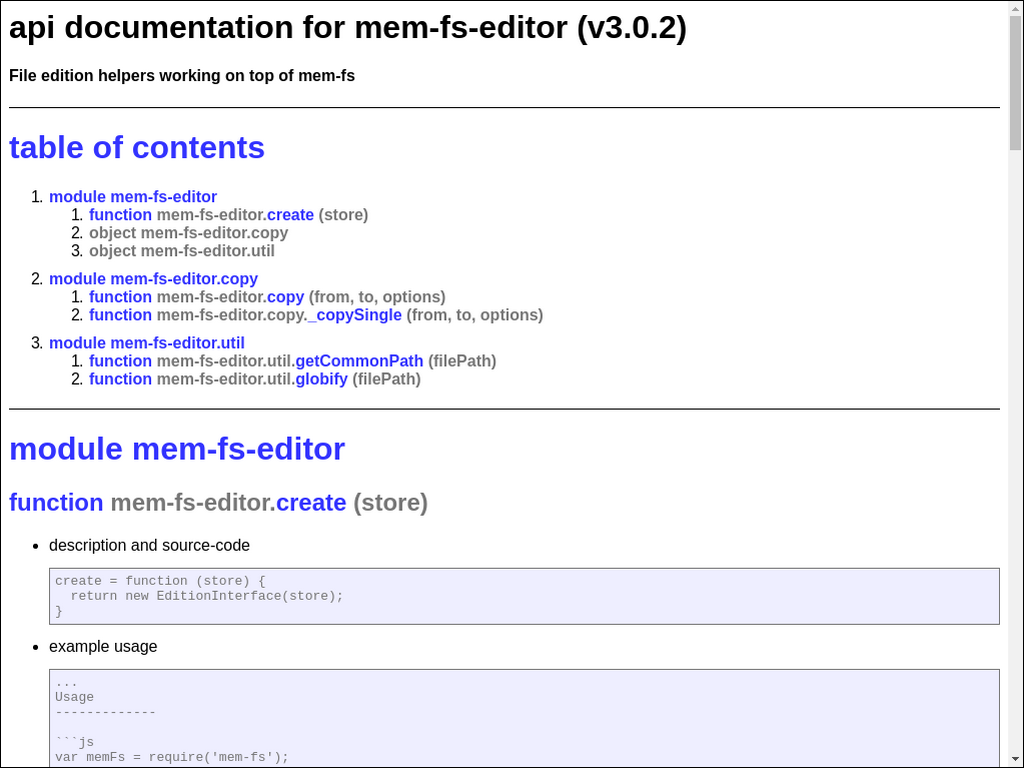 api documentation for mem-fs-editor (v3.0.2)
File edition helpers working on top of mem-fs
table of contents
1. module mem-fs-editor
1. function mem-fs-editor.create (store)
2. object mem-fs-editor.copy
3. object mem-fs-editor.util
2. module mem-fs-editor.copy
1. function mem-fs-editor.copy (from, to, options)
2. function mem-fs-editor.copy._copySingle (from, to, options)
3. module mem-fs-editor.util
1. function mem-fs-editor.util.getCommonPath (filePath)
2. function mem-fs-editor.util.globify (filePath)
module mem-fs-editor
function mem-fs-editor.create (store)
• description and source-code
create = function (store) {
  return new EditionInterface(store);
}
• example usage
...
Usage
-------------
```js
var memFs = require('mem-fs');